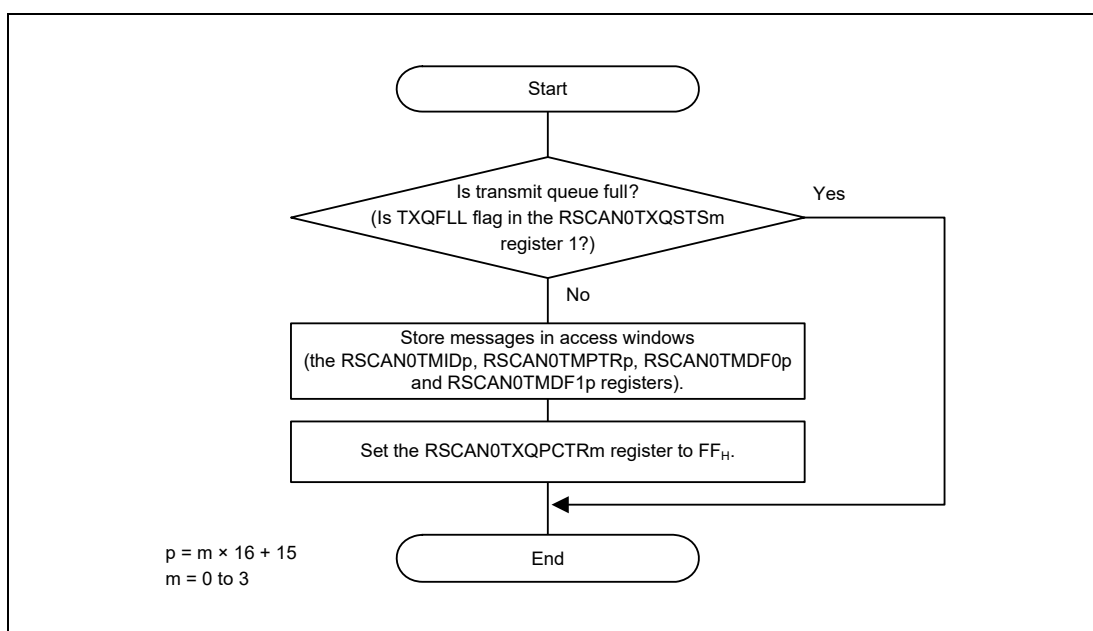 Start
Is transmit queue full?
(Is TXQFLL flag in the RSCAN0TXQSTSm
register 1?)
Yes
No
Store messages in access windows
(the RSCAN0TMIDp, RSCAN0TMPTRp, RSCAN0TMDF0p
and RSCAN0TMDF1p registers).
Set the RSCAN0TXQPCTRm register to FFH.
End
p = m × 16 + 15
m = 0 to 3